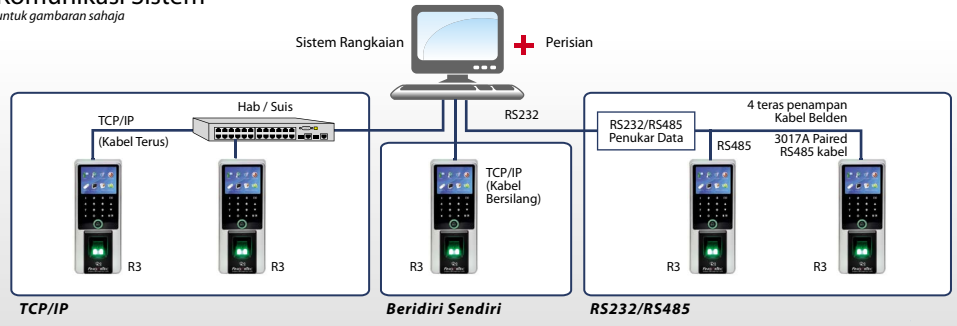 Komunikasi Sistem
untuk gambaran sahaja
Sistem Rangkaian
Perisian
TCP/IP
(Kabel Terus)
Hab / Suis
R3
R3
TCP/IP
TCP/IP
(Kabel
Bersilang)
R3
Beridiri Sendiri
RS232
RS232/RS485
Penukar Data
RS485
4 teras penampan
Kabel Belden
3017A Paired
RS485 kabel
R3
R3
RS232/RS485